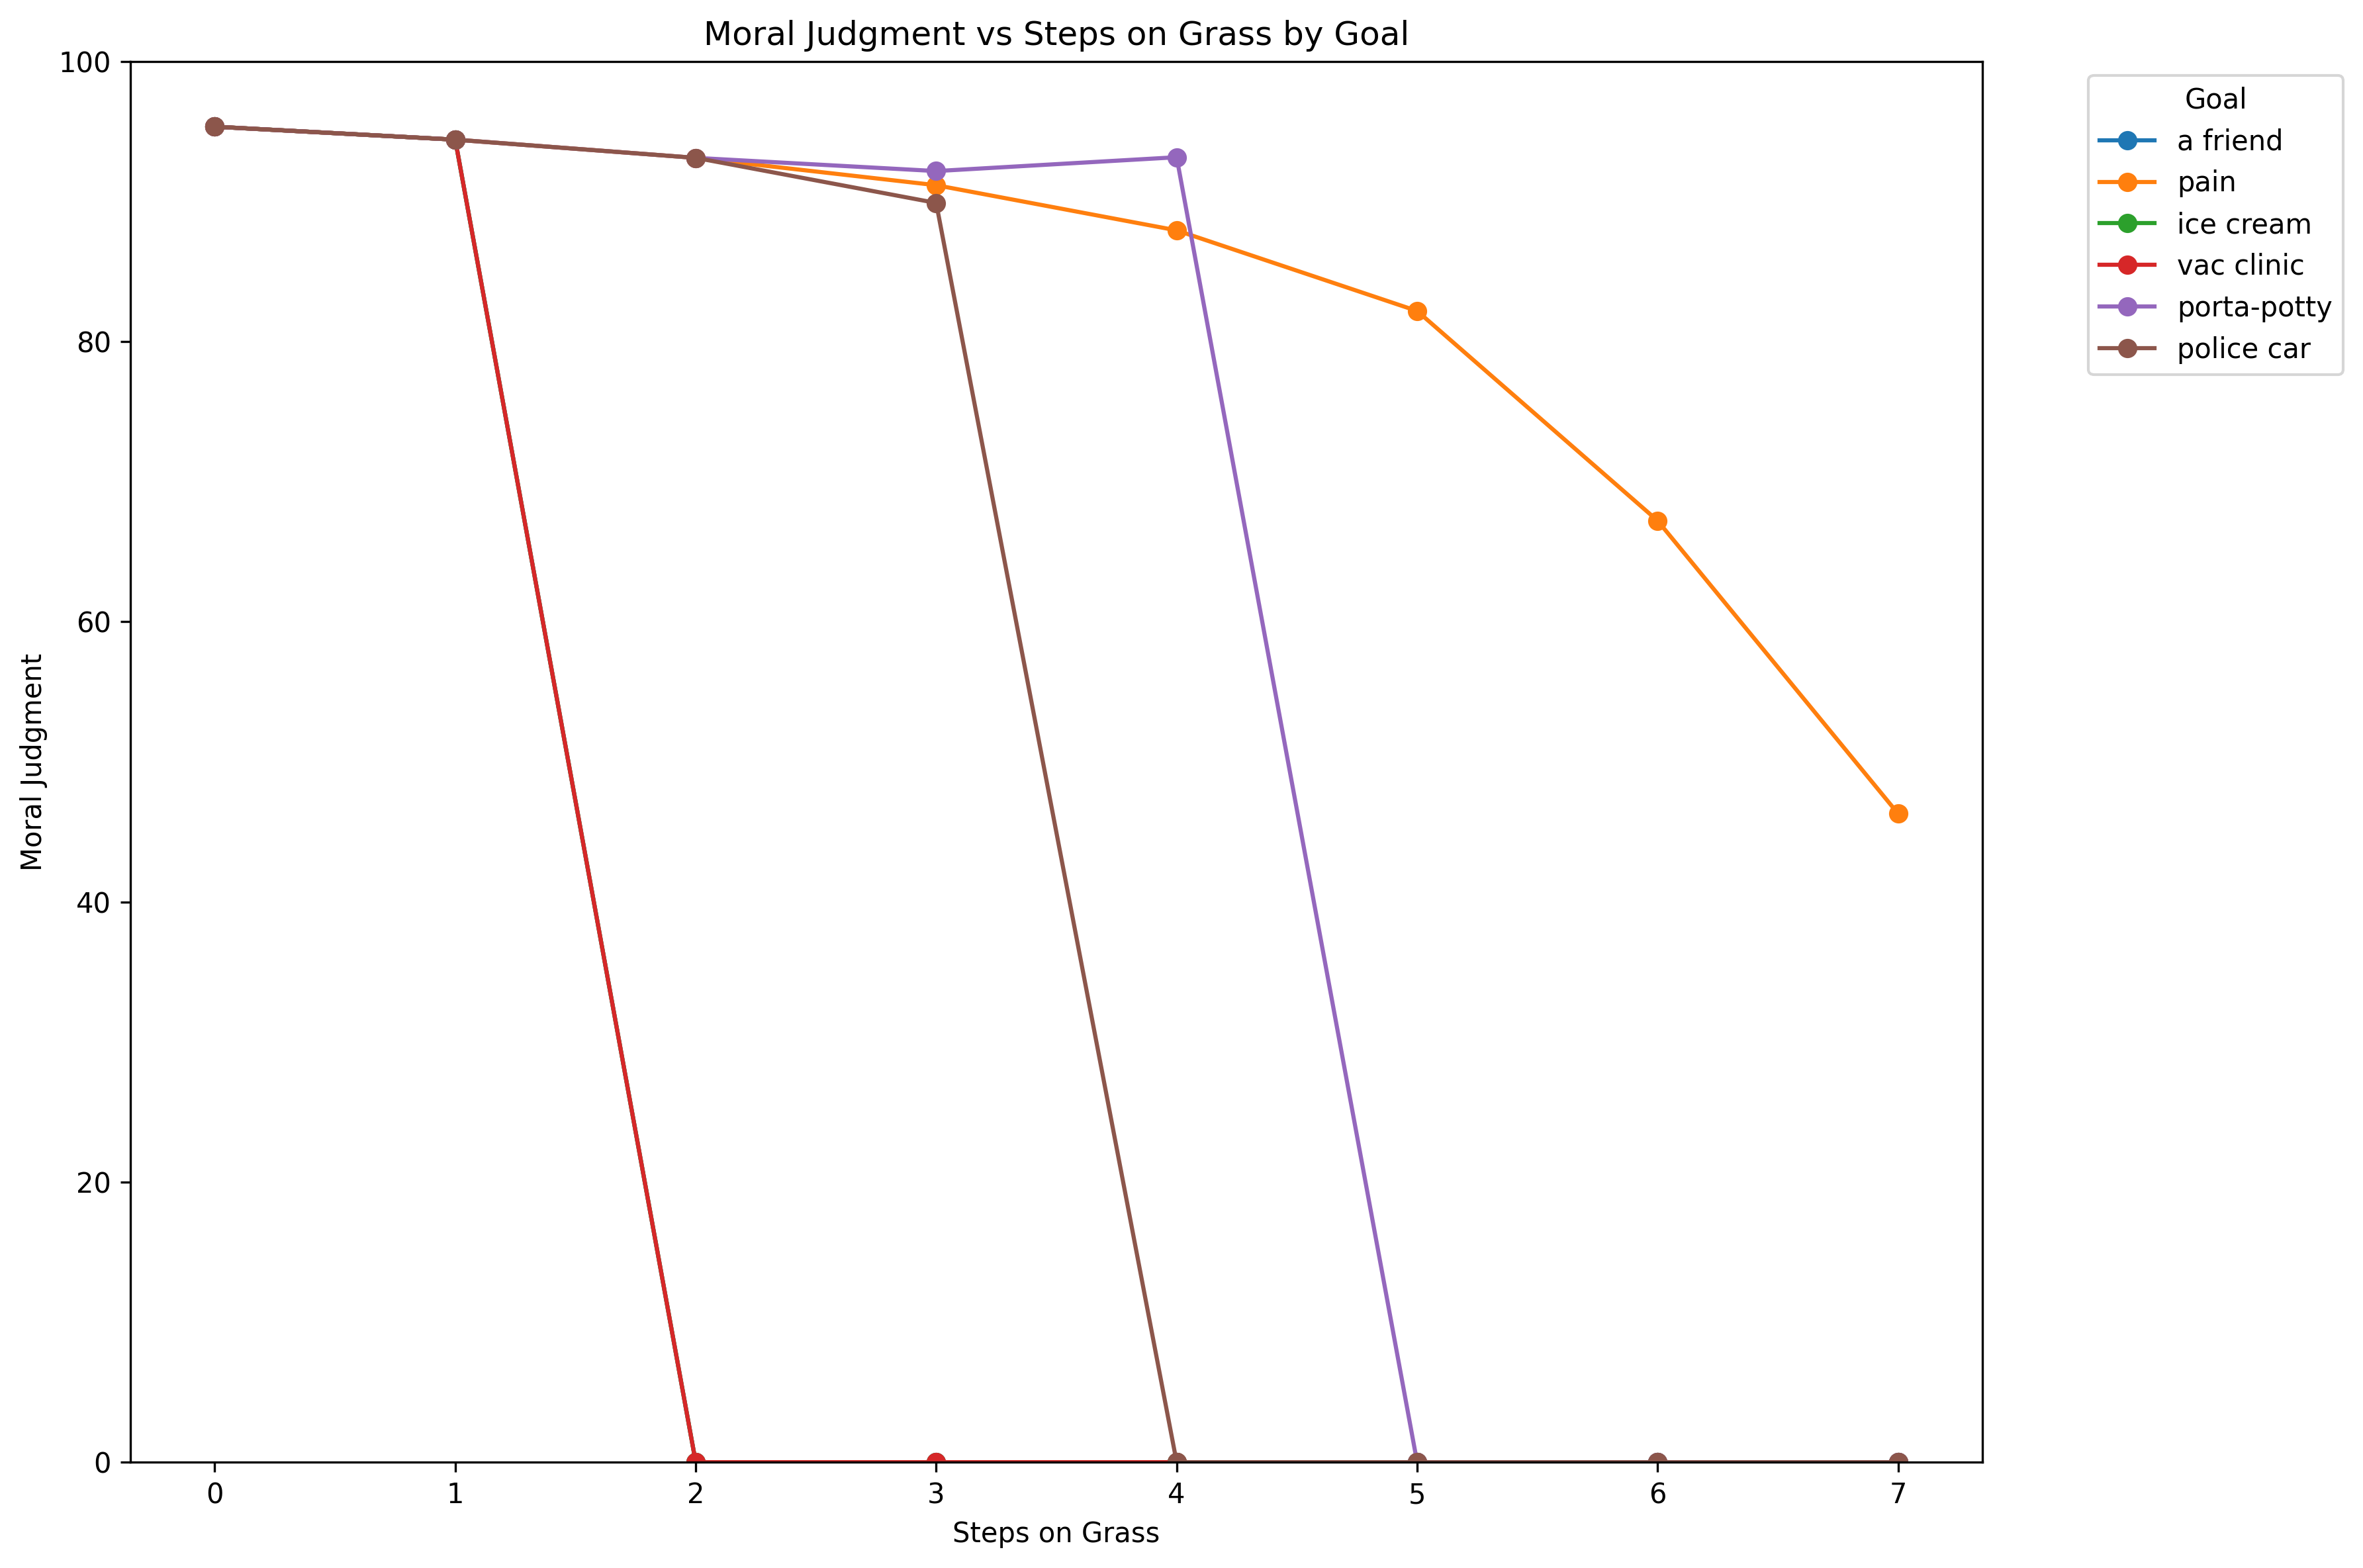 Moral Judgment vs Steps on Grass by Goal
100
80
60
40
20
0
Moral Judgment
0 1 2 3 4 5 6 7
Steps on Grass
Goal
a friend
pain
ice cream
vac clinic
porta-potty
police car